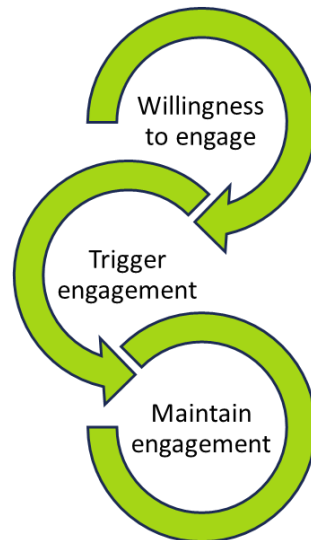 Willingness
to engage
Trigger
engagement
Maintain
engagement